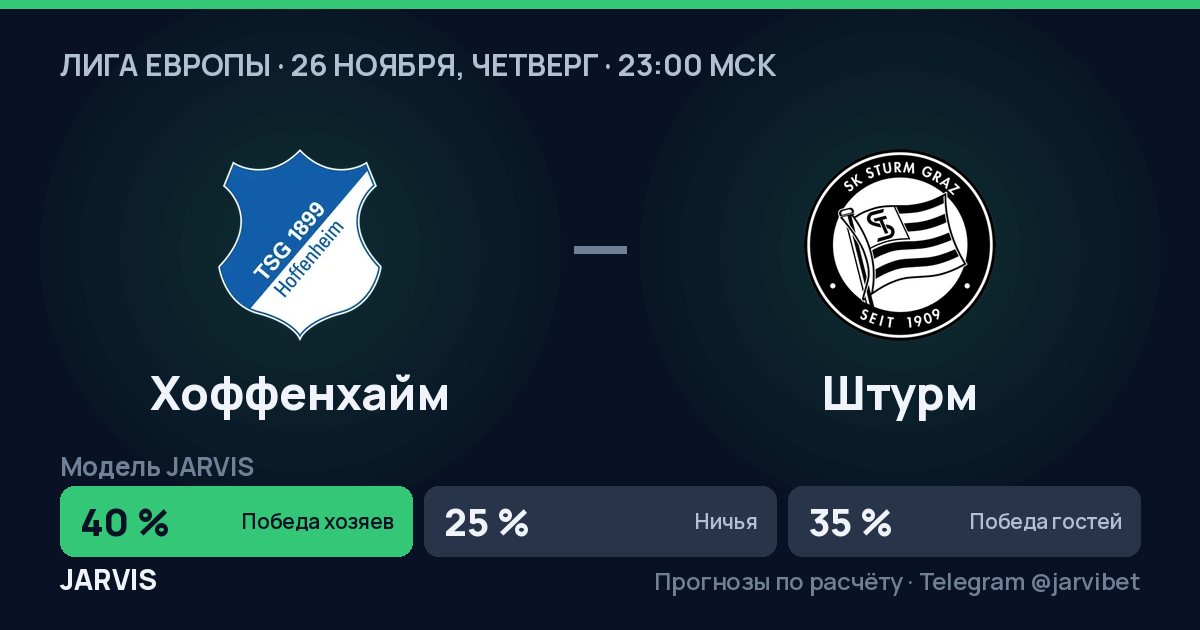 ЛИГА ЕВРОПЫ · 26 НОЯБРЯ, ЧЕТВЕРГ · 23:00 МСК
TSG 1899
Hoffenheim
SK STURM GRAZ
SEIT 1909
–
Хоффенхайм
Штурм
Модель JARVIS
40 % Победа хозяев
25 % Ничья
35 % Победа гостей
JARVIS
Прогнозы по расчёту · Telegram @jarvibet